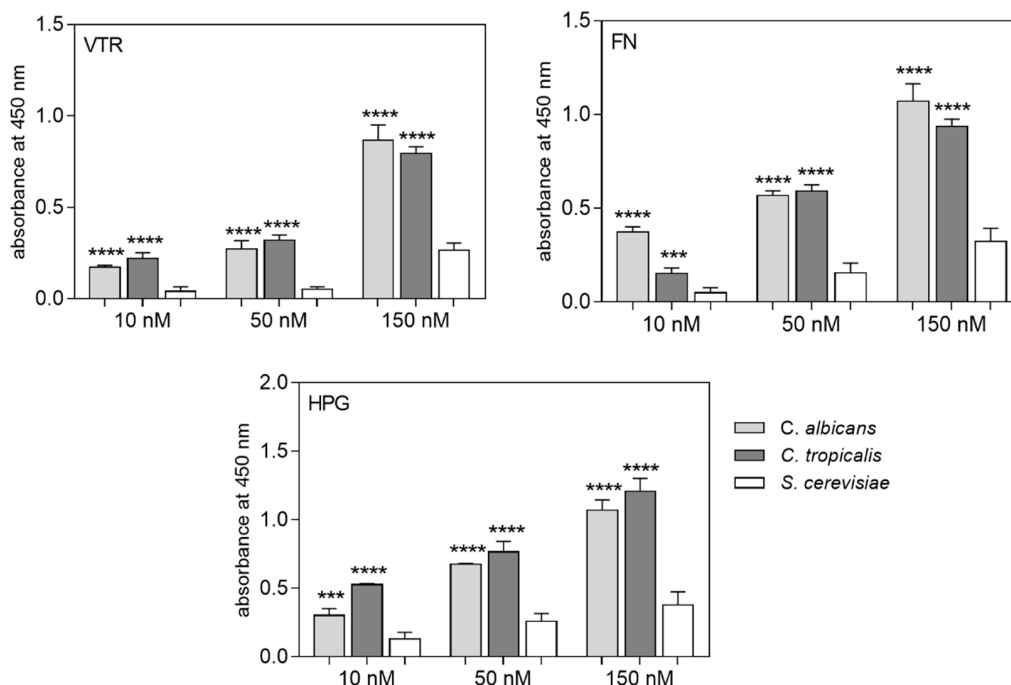 VTR
absorbance at 450 nm
1.5
1.0
0.5
0.0
**** **** **** **** **** ****
10 nM 50 nM 150 nM
FN
absorbance at 450 nm
1.5
1.0
0.5
0.0
**** *** **** **** **** ****
10 nM 50 nM 150 nM
HPG
absorbance at 450 nm
2.0
1.5
1.0
0.5
0.0
*** **** **** **** **** ****
10 nM 50 nM 150 nM
C. albicans
C. tropicalis
S. cerevisiae